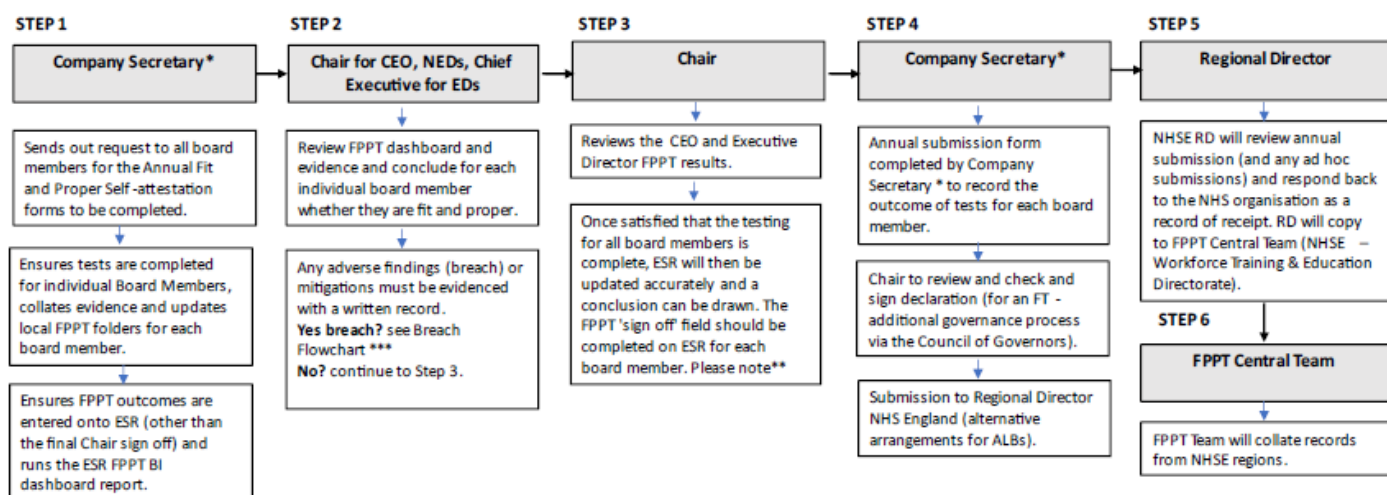 STEP 1
Company Secretary*
Sends out request to all board
members for the Annual Fit
and Proper Self -attestation
forms to be completed.
Ensures tests are completed
for individual Board Members,
collates evidence and updates
local FPPT folders for each
board member.
Ensures FPPT outcomes are
entered onto ESR (other than
the final Chair sign off) and
runs the ESR FPPT BI
dashboard report.
STEP 2
Chair for CEO, NEDs, Chief
Executive for EDs
Review FPPT dashboard and
evidence and conclude for each
individual board member
whether they are fit and proper.
Any adverse findings (breach) or
mitigations must be evidenced
with a written record.
Yes breach? see Breach
Flowchart ***
No? continue to Step 3.
STEP 3
Chair
Reviews the CEO and Executive
Director FPPT results.
Once satisfied that the testing
for all board members is
complete, ESR will then be
updated accurately and a
conclusion can be drawn. The
FPPT 'sign off' field should be
completed on ESR for each
board member. Please note**
STEP 4
Company Secretary*
Annual submission form
completed by Company
Secretary * to record the
outcome of tests for each board
member.
Chair to review and check and
sign declaration (for an FT -
additional governance process
via the Council of Governors).
Submission to Regional Director
NHS England (alternative
arrangements for ALBs).
STEP 5
Regional Director
NHSE RD will review annual
submission (and any ad hoc
submissions) and respond back
to the NHS organisation as a
record of receipt. RD will copy
to FPPT Central Team (NHSE –
Workforce Training & Education
Directorate).
STEP 6
FPPT Central Team
FPPT Team will collate records
from NHSE regions.